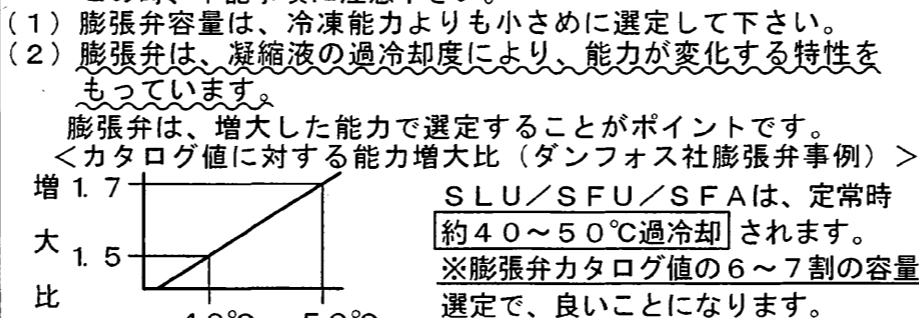 (1)膨張弁容量は、冷凍能力よりも小さめに選定して下さい。
(2)膨張弁は、凝縮液の過冷却度により、能力が変化する特性を
もっています。
膨張弁は、増大した能力で選定することがポイントです。
<カタログ値に対する能力増大比(ダンフォス社膨張弁事例)>
増大比
1.7
1.5
SLU/SFU/SFAは、定常時
約40~50℃過冷却 されます。
※膨張弁カタログ値の6~7割の容量
選定で、良いことになります。